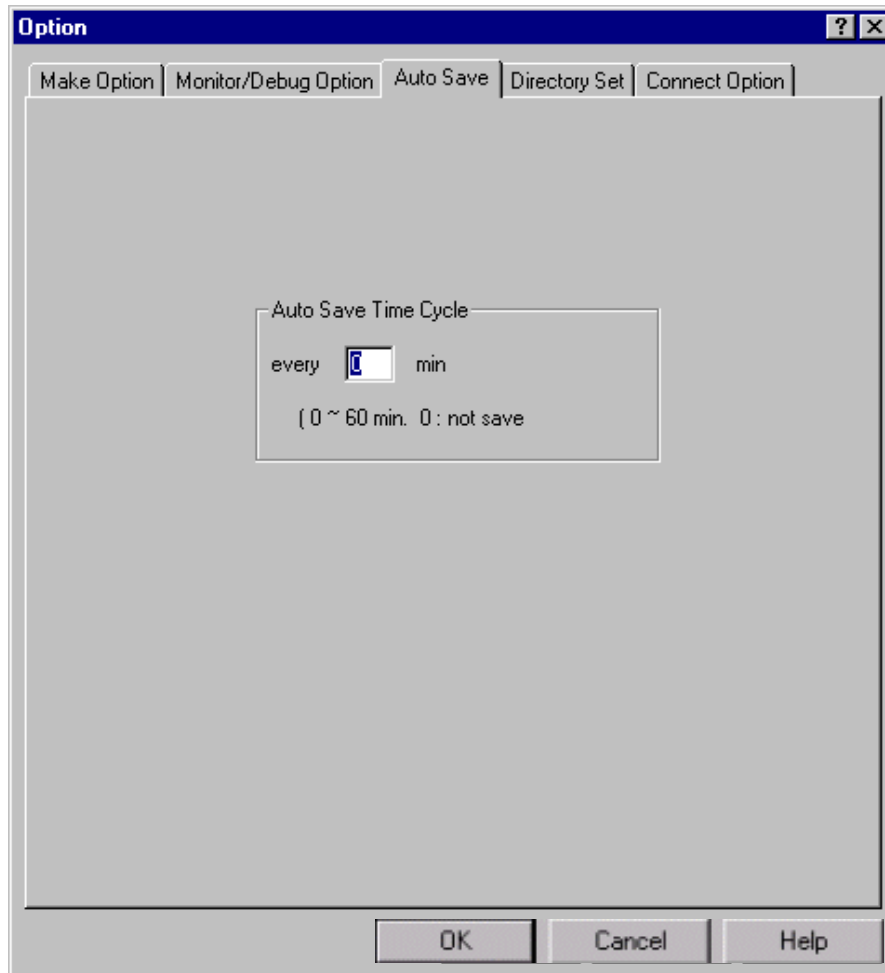 Option
Make Option Monitor/Debug Option Auto Save Directory Set Connect Option
Auto Save Time Cycle
every 0 min
( 0 ~ 60 min. 0 : not save
OK Cancel Help